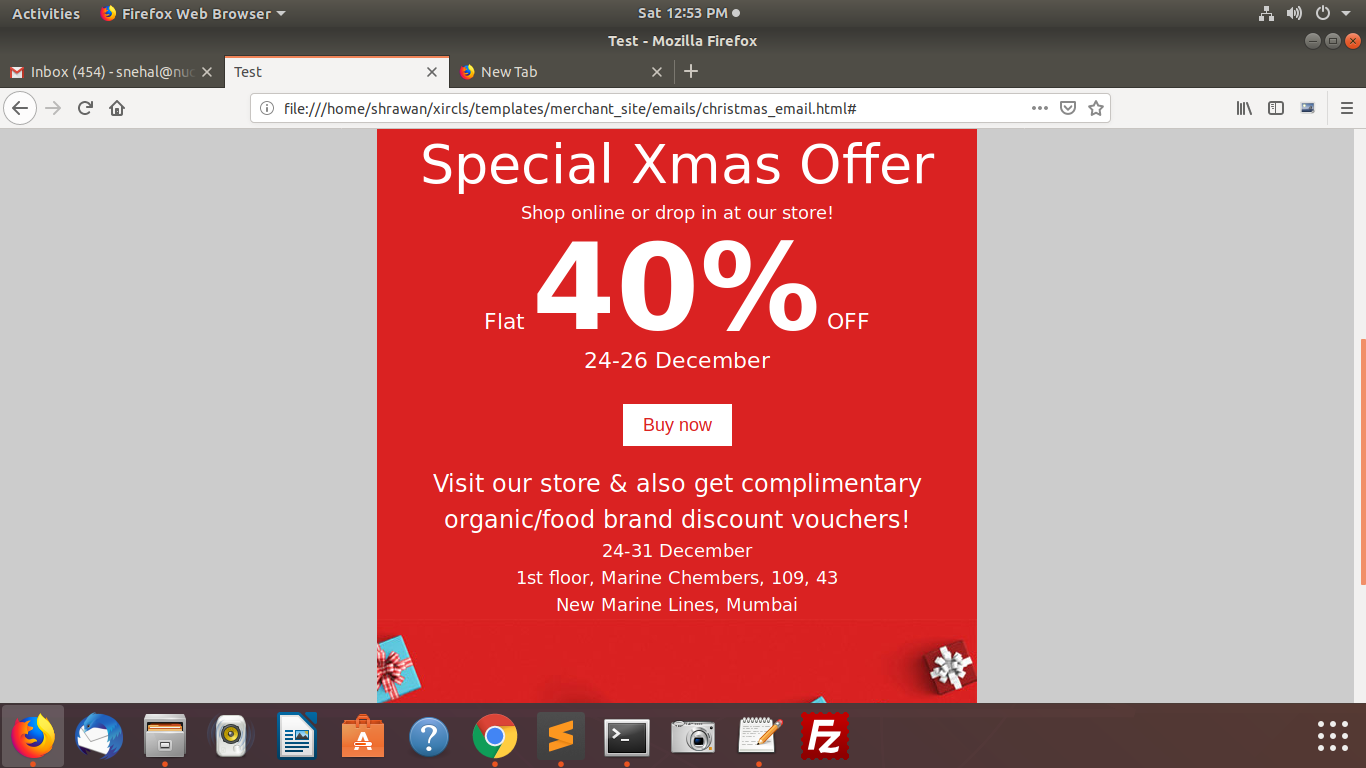 Activities
Firefox Web Browser
Sat 12:53 PM
Test - Mozilla Firefox
Inbox (454) - snehal@nu
Test
New Tab
file:///home/shrawan/xircls/templates/merchant_site/emails/christmas_email.html#
Special Xmas Offer
Shop online or drop in at our store!
Flat 40% OFF
24-26 December
Buy now
Visit our store & also get complimentary
organic/food brand discount vouchers!
24-31 December
1st floor, Marine Chembers, 109, 43
New Marine Lines, Mumbai
A
?
>_
Fz